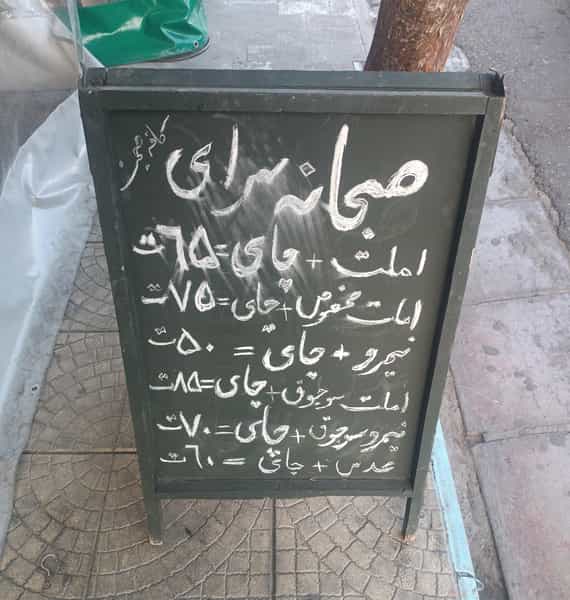 صبحانه سرای
املت + چای = ۶۵ ت
املت مخصوص + چای = ۷۵ ت
نیمرو + چای = ۵۰ ت
املت سوجوق + چای = ۸۵ ت
نیمرو سوجوق + چای = ۷۰ ت
عدسی + چای = ۶۰ ت